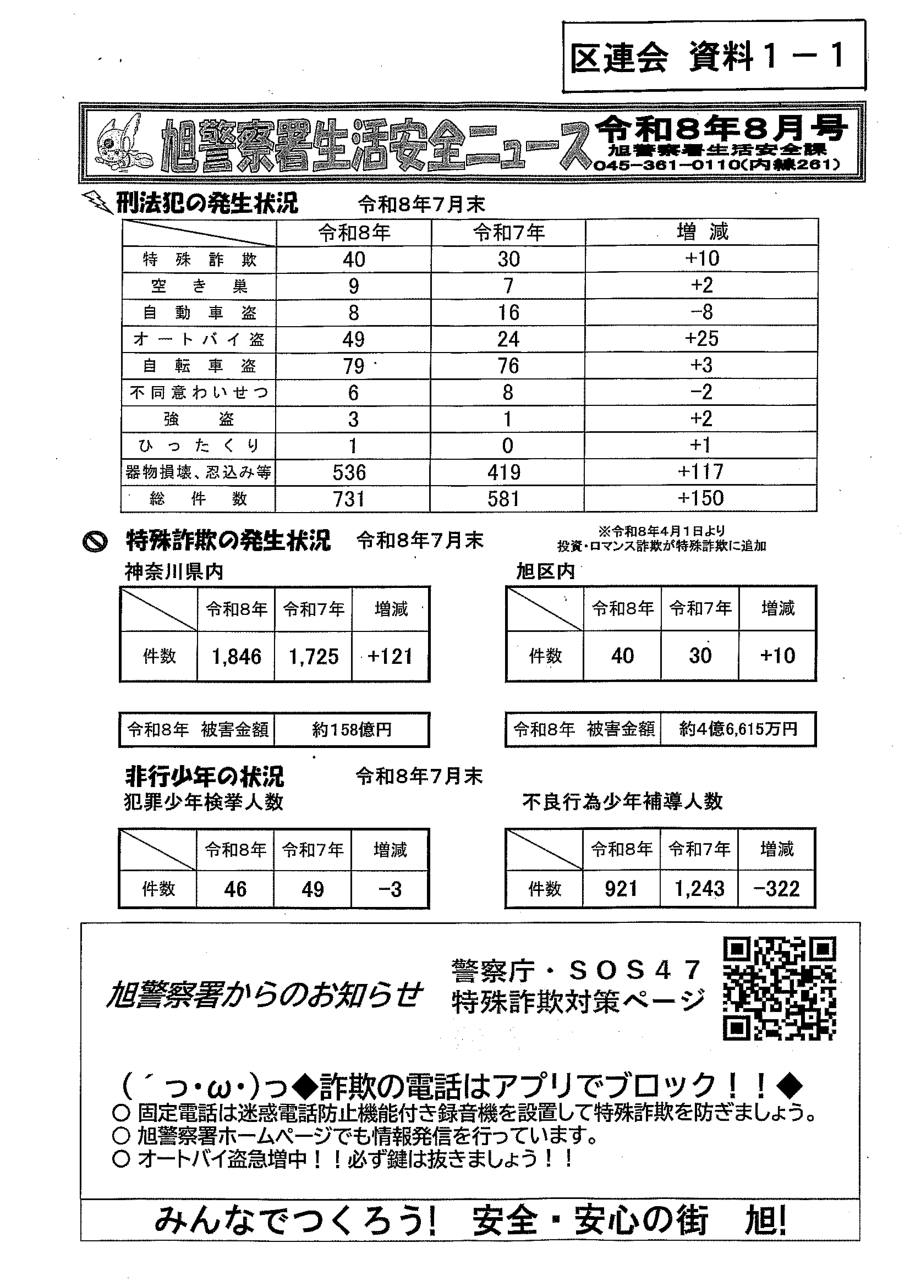 区連会 資料１－１
旭警察署生活安全ニュース
令和８年８月号
旭警察署生活安全課
045-361-0110(内線261)
刑法犯の発生状況 令和８年７月末
令和８年 令和７年 増 減
特 殊 詐 欺 40 30 +10
空 き 巣 9 7 +2
自 動 車 盗 8 16 -8
オートバイ盗 49 24 +25
自 転 車 盗 79 76 +3
不同意わいせつ 6 8 -2
強 盗 3 1 +2
ひったくり 1 0 +1
器物損壊、忍込み等 536 419 +117
総 件 数 731 581 +150
特殊詐欺の発生状況 令和８年７月末
※令和８年４月１日より
投資・ロマンス詐欺が特殊詐欺に追加
神奈川県内
令和８年 令和７年 増減
件数 1,846 1,725 +121
令和８年 被害金額 約158億円
旭区内
令和８年 令和７年 増減
件数 40 30 +10
令和８年 被害金額 約4億6,615万円
非行少年の状況 令和８年７月末
犯罪少年検挙人数
令和８年 令和７年 増減
件数 46 49 -3
不良行為少年補導人数
令和８年 令和７年 増減
件数 921 1,243 -322
旭警察署からのお知らせ
警察庁・ＳＯＳ４７
特殊詐欺対策ページ
(´っ・ω・)っ◆詐欺の電話はアプリでブロック！！◆
○ 固定電話は迷惑電話防止機能付き録音機を設置して特殊詐欺を防ぎましょう。
○ 旭警察署ホームページでも情報発信を行っています。
○ オートバイ盗急増中！！必ず鍵は抜きましょう！！
みんなでつくろう! 安全・安心の街 旭!